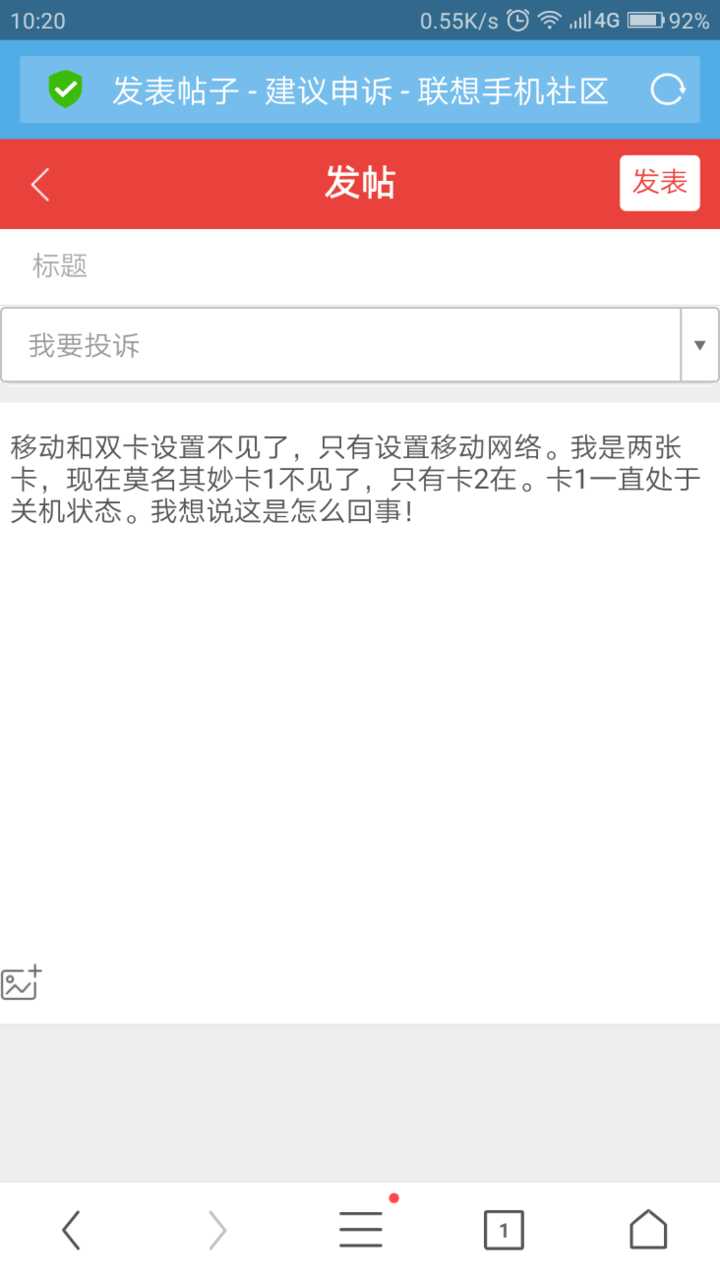 10:20 0.55K/s 4G 92%
发表帖子 - 建议申诉 - 联想手机社区
发帖 发表
标题
我要投诉
移动和双卡设置不见了，只有设置移动网络。我是两张
卡，现在莫名其妙卡1不见了，只有卡2在。卡1一直处于
关机状态。我想说这是怎么回事！
1